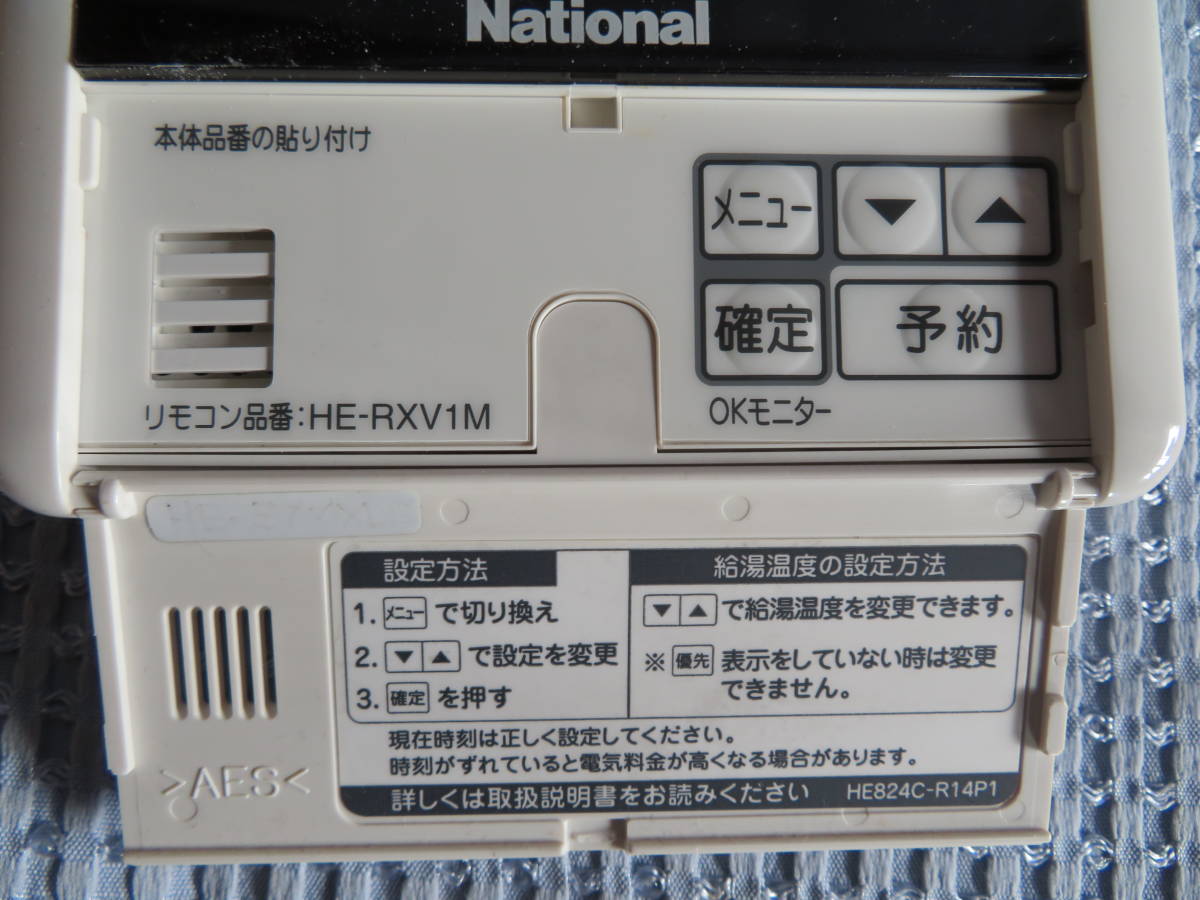 National
本体品番の貼り付け
メニュー ▼ ▲
確定 予約
リモコン品番:HE-RXV1M
OKモニター
設定方法
1. メニュー で切り換え
2. ▼ ▲ で設定を変更
3. 確定 を押す
給湯温度の設定方法
▼ ▲ で給湯温度を変更できます。
※ 優先 表示をしていない時は変更
できません。
現在時刻は正しく設定してください。
時刻がずれていると電気料金が高くなる場合があります。
詳しくは取扱説明書をお読みください HE824C-R14P1
>AES<